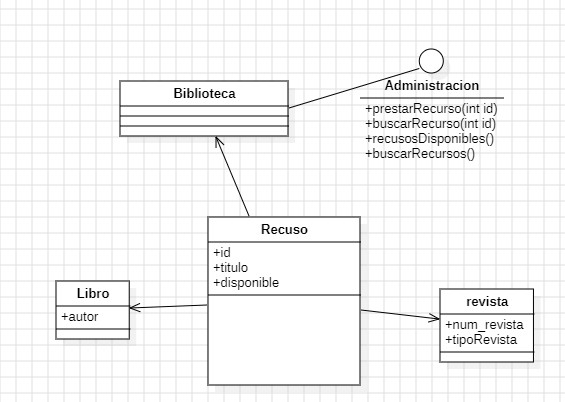 Biblioteca
Administracion
+prestarRecurso(int id)
+buscarRecurso(int id)
+recusosDisponibles()
+buscarRecursos()
Recuso
+id
+titulo
+disponible
Libro
+autor
revista
+num_revista
+tipoRevista